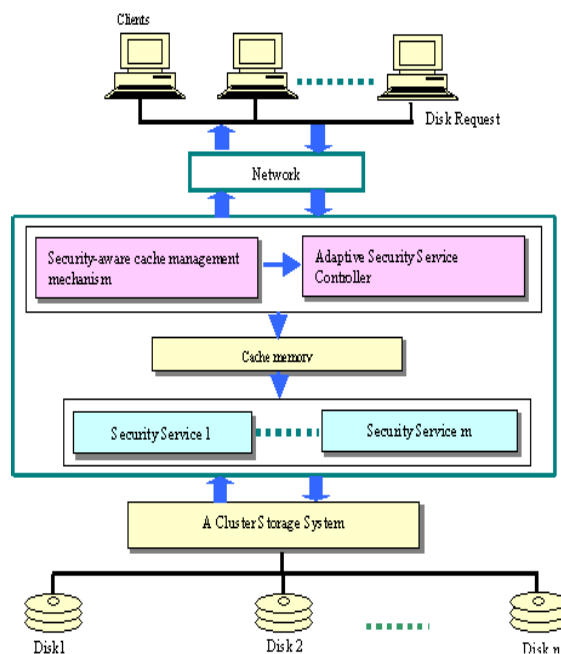 Clients
Disk Request
Network
Security-aware cache management
mechanism
Adaptive Security Service
Controller
Cache memory
Security Service 1
Security Service m
A Cluster Storage System
Disk1
Disk 2
Disk n